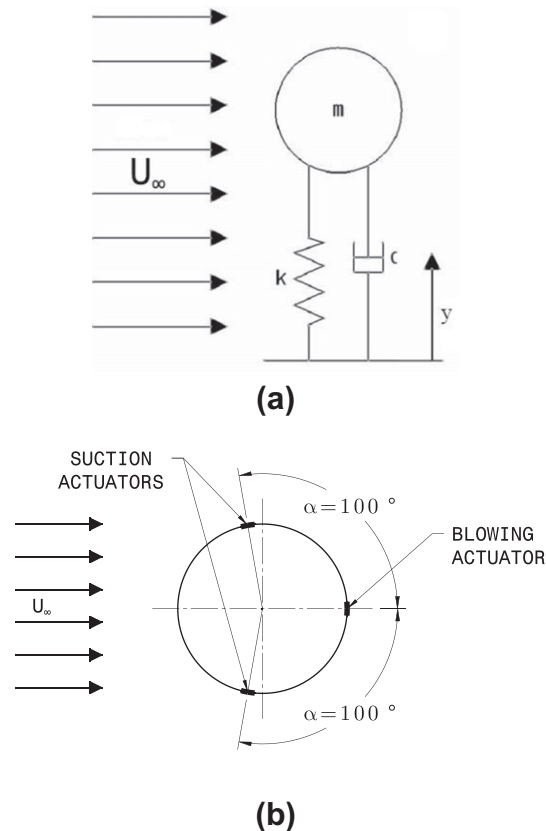 m
U∞
k
c
y
(a)
SUCTION
ACTUATORS
α=100 °
BLOWING
ACTUATOR
U∞
α=100 °
(b)